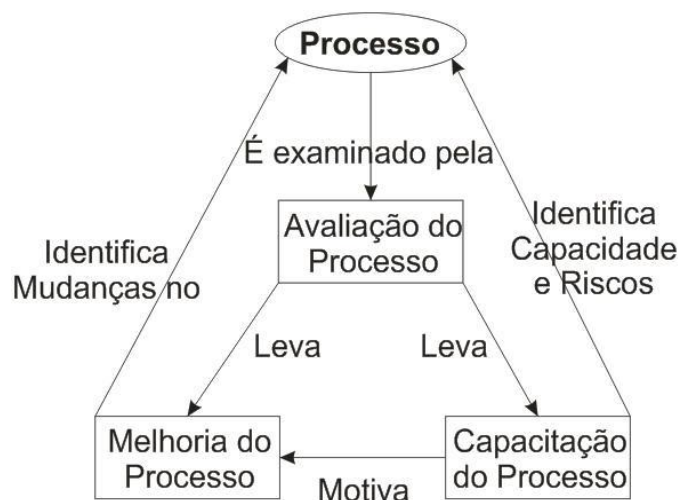 Processo
É examinado pela
Avaliação do
Processo
Identifica
Mudanças no
Identifica
Capacidade
e Riscos
Leva
Leva
Melhoria do
Processo
Motiva
Capacitação
do Processo